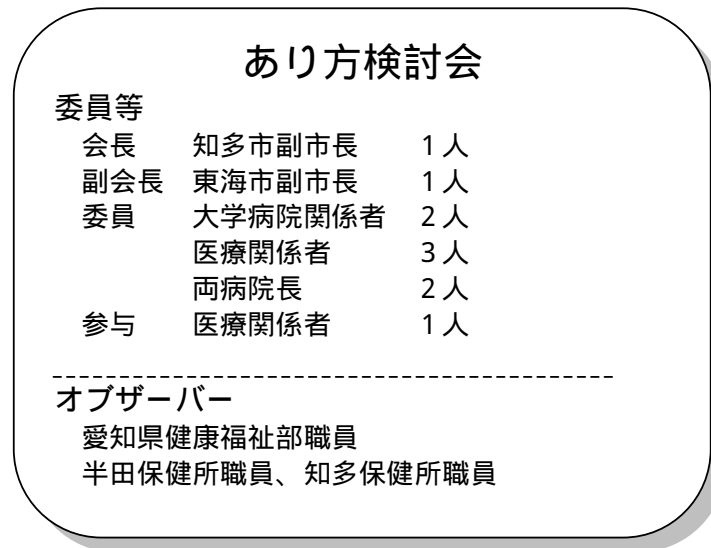 あり方検討会
委員等
会長 知多市副市長 1人
副会長 東海市副市長 1人
委員 大学病院関係者 2人
医療関係者 3人
両病院長 2人
参与 医療関係者 1人
オブザーバー
愛知県健康福祉部職員
半田保健所職員、知多保健所職員